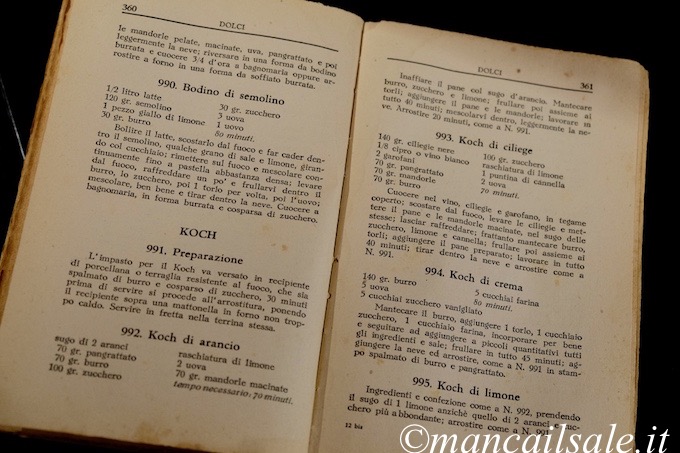 360
DOLCI
le mandorle pelate, macinate, uva, pangrattato e poi
leggermente la neve; riversare in una forma da bodino
burrata e cuocere 3/4 d'ora a bagnomaria oppure ar-
rostire a forno in una forma da soffiato burrata.
990. Bodino di semolino
1/2 litro latte
120 gr. semolino
1 pezzo giallo di limone
30 gr. burro
30 gr. zucchero
3 uova
1 uovo
80 minuti.
Bollire il latte, scostarlo dal fuoco e far cader den-
tro il semolino, qualche grano di sale e limone, giran-
do col cucchiaio; rimettere sul fuoco e mescolare con-
tinuamente fino a pastella abbastanza densa; levare
dal fuoco, raffreddare un po' e frullarvi dentro il
burro, lo zucchero, poi 1 torlo per volta, poi l'uovo;
mescolare, ben bene e tirar dentro la neve. Cuocere a
bagnomaria, in forma burrata e cosparsa di zucchero.
KOCH
991. Preparazione
L'impasto per il Koch va versato in recipiente
di porcellana o terraglia resistente al fuoco, che sia
spalmato di burro e cosparso di zucchero, 30 minuti
prima di servire si procede all'arrostitura, ponendo
il recipiente sopra una mattonella in forno non trop-
po caldo. Servire in fretta nella terrina stessa.
992. Koch di arancio
sugo di 2 aranci
70 gr. pangrattato
70 gr. burro
100 gr. zucchero
raschiatura di limone
2 uova
70 gr. mandorle macinate
tempo necessario, 70 minuti.
DOLCI
361
Inaffiare il pane col sugo d'arancio. Mantecare
burro, zucchero e limone; frullare poi assieme ai
torli; aggiungere il pane e le mandorle; lavorare in
tutto 40 minuti; mescolarvi dentro, leggermente la ne-
ve. Arrostire 20 minuti, come a N. 991.
993. Koch di ciliege
140 gr. ciliegie nere
1/8 cipro o vino bianco
2 garofani
70 gr. pangrattato
70 gr. mandorle
70 gr. burro
100 gr. zucchero
raschiatura di limone
1 puntina di cannella
2 uova
70 minuti.
Cuocere nel vino, ciliegie e garofano, in tegame
coperto; scostare dal fuoco, levare le ciliegie e met-
tere il pane e le mandorle macinate, nel sugo delle
stesse; lasciar raffreddare; frattanto mantecare burro,
zucchero, limone e cannella; frullare poi assieme ai
torli; aggiungere il pane preparato; lavorare in tutto
40 minuti; tirar dentro la neve e arrostire come a
N. 991.
994. Koch di crema
140 gr. burro
5 uova
5 cucchiai zucchero vanigliato
5 cucchiai farina
80 minuti.
Mantecare il burro, aggiungere 1 torlo, 1 cucchiaio
zucchero, 1 cucchiaio farina, incorporare per bene
e seguitare ad aggiungere a piccoli quantitativi tutti
gli ingredienti e sale; frullare in tutto 45 minuti; ag-
giungere la neve ed arrostire, come a N. 991 in stam-
po spalmato di burro e pangrattato.
995. Koch di limone
Ingredienti e confezione come a N. 992, prendendo
il sugo di 1 limone anziché quello di 2 aranci e zuc-
chero più abbondante; arrostire come a N. 991.
12 bis
©mancailsale.it